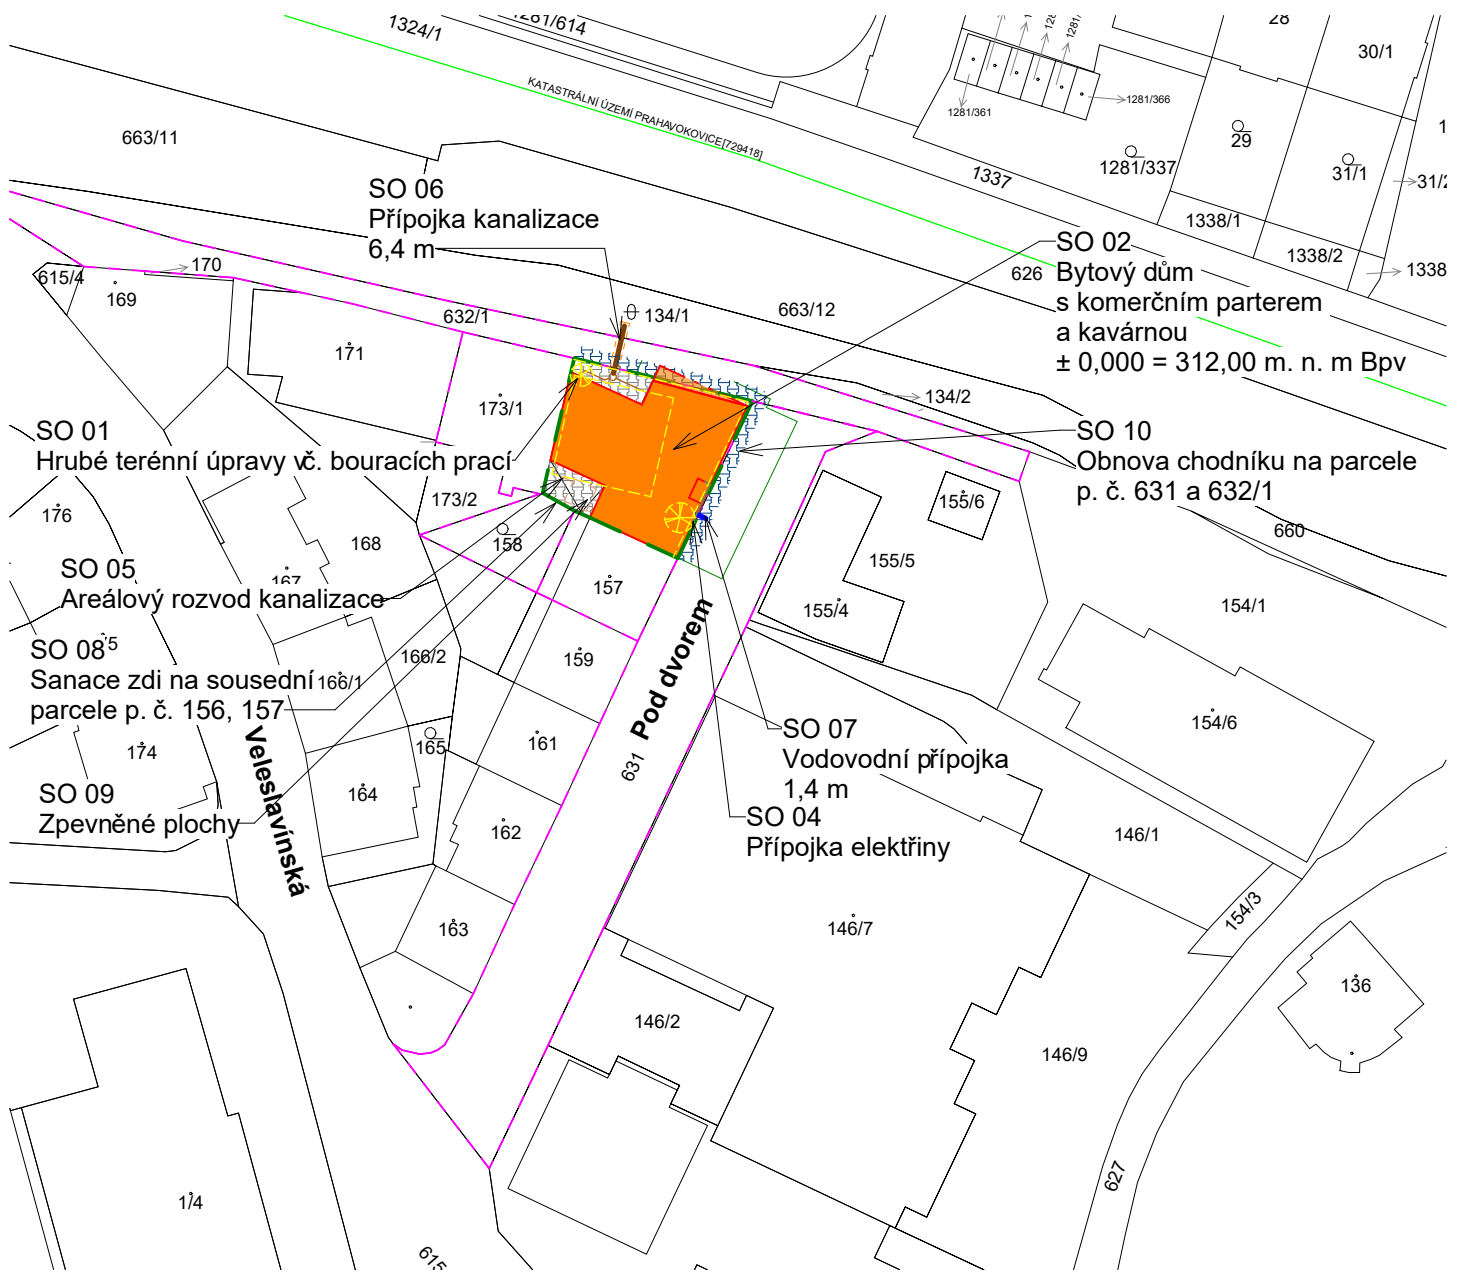 1324/1
1281/614
28
30/1
1281/361
1281/366
KATASTRÁLNÍ ÚZEMÍ PRAHAVOKOVICE[729418]
663/11
29
31/1
31/2
1281/337
1337
1338/1
1338/2
1338
SO 06
Přípojka kanalizace
6,4 m
SO 02
Bytový dům
s komerčním parterem
a kavárnou
± 0,000 = 312,00 m. n. m Bpv
626
663/12
615/4
170
169
632/1
134/1
171
134/2
173/1
SO 01
Hrubé terénní úpravy vč. bouracích prací
SO 10
Obnova chodníku na parcele
p. č. 631 a 632/1
173/2
176
168
158
155/6
660
167
SO 05
Areálový rozvod kanalizace
157
155/5
155/4
154/1
SO 08
Sanace zdi na sousední
parcele p. č. 156, 157
166/2
166/1
159
Pod dvorem
631
154/6
174
165
161
SO 07
Vodovodní přípojka
1,4 m
SO 09
Zpevněné plochy
164
Veleslavínská
162
SO 04
Přípojka elektřiny
146/1
163
146/7
154/3
136
146/2
146/9
627
1/4
615